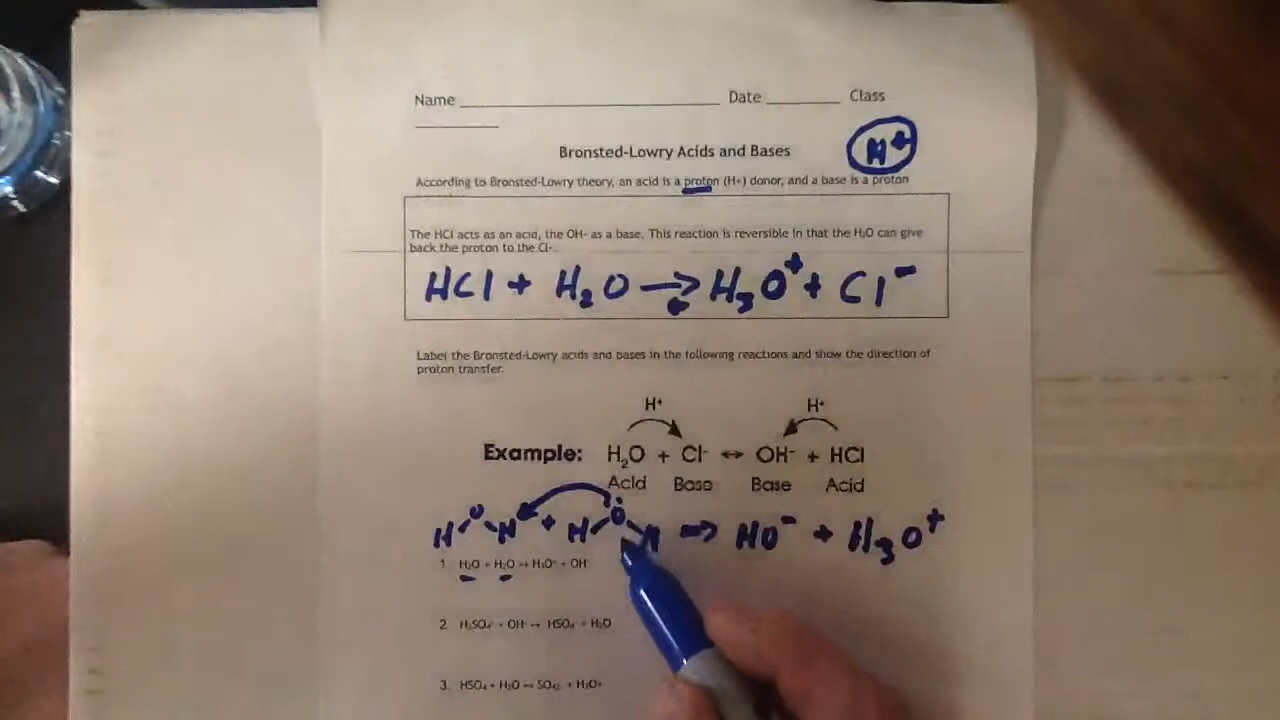 Name ____________ Date ______ Class
______
H+
Bronsted-Lowry Acids and Bases
According to Bronsted-Lowry theory, an acid is a proton (H+) donor, and a base is a proton
The HCl acts as an acid, the OH- as a base. This reaction is reversible in that the H₂O can give
back the proton to the Cl-.
HCl + H₂O ⇌ H₃O⁺ + Cl⁻
Label the Bronsted-Lowry acids and bases in the following reactions and show the direction of
proton transfer.
H⁺ H⁺
Example: H₂O + Cl⁻ ↔ OH⁻ + HCl
Acid Base Base Acid
H O H + H O H ⇒ HO⁻ + H₃O⁺
1. H₂O + H₂O → H₃O⁺ + OH
2. H₂SO₄ + OH ↔ HSO₄ + H₂O
3. HSO₄ + H₂O ↔ SO₄ + H₃O+